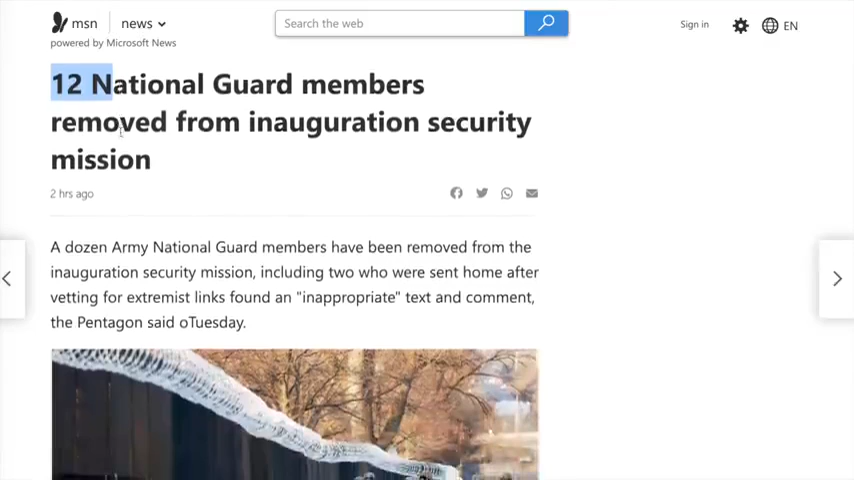 msn news Search the web Sign in EN
powered by Microsoft News
12 National Guard members
removed from inauguration security
mission
2 hrs ago
A dozen Army National Guard members have been removed from the
inauguration security mission, including two who were sent home after
vetting for extremist links found an "inappropriate" text and comment,
the Pentagon said oTuesday.